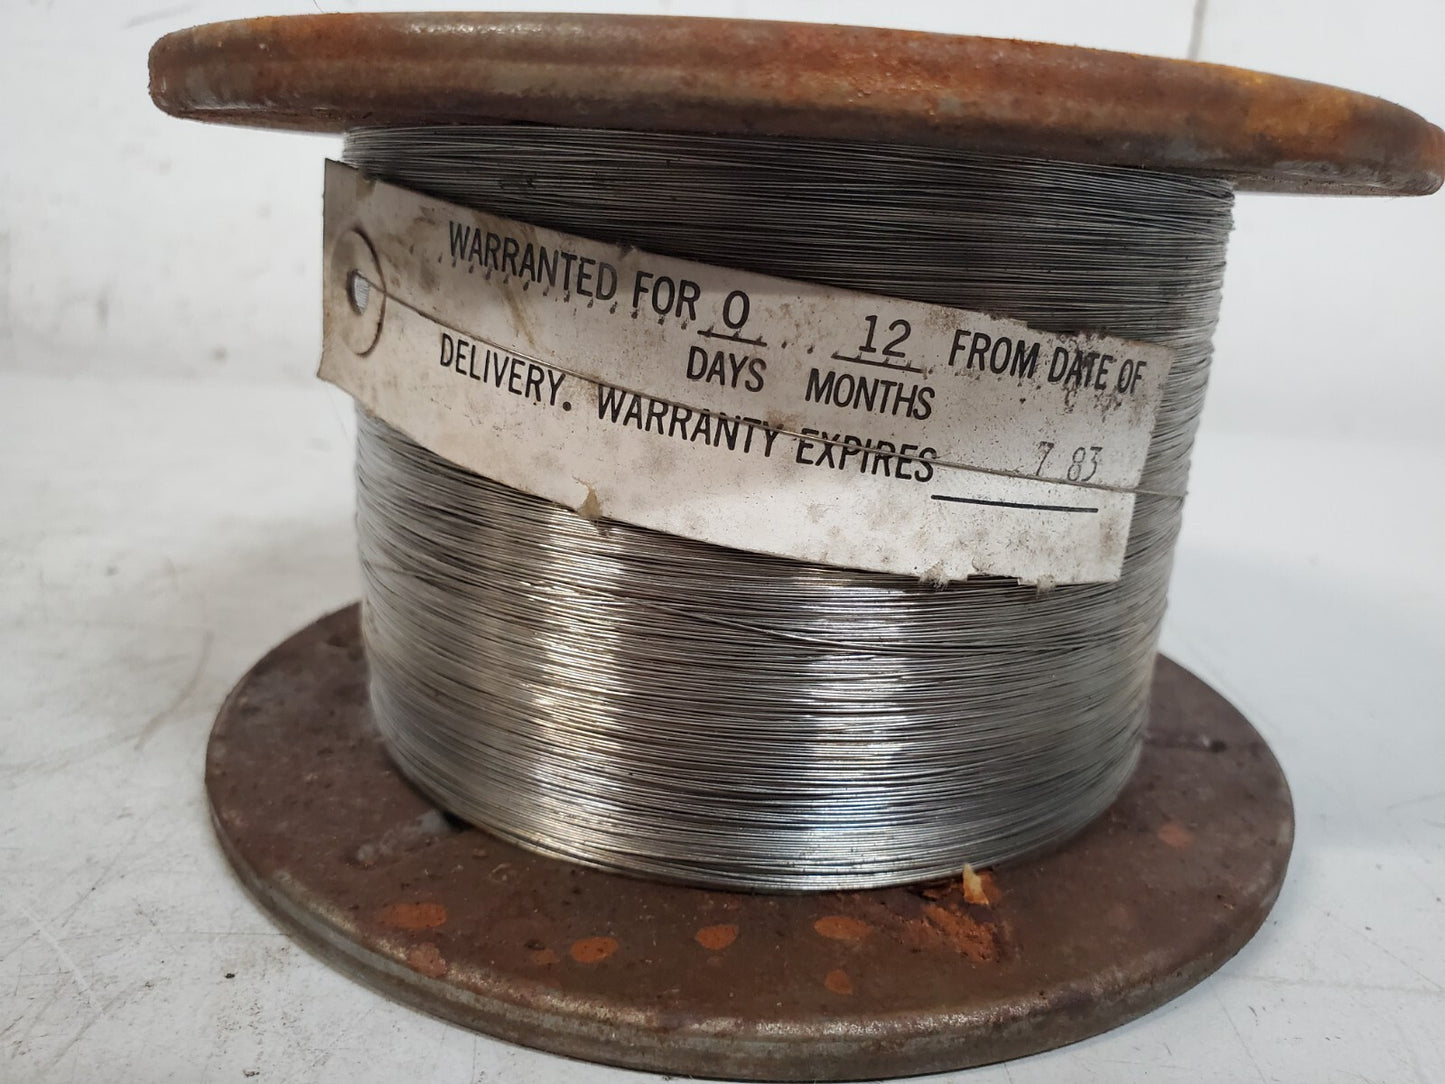 WARRANTED FOR 0 12 FROM DATE OF
DAYS MONTHS
DELIVERY. WARRANTY EXPIRES 7 83